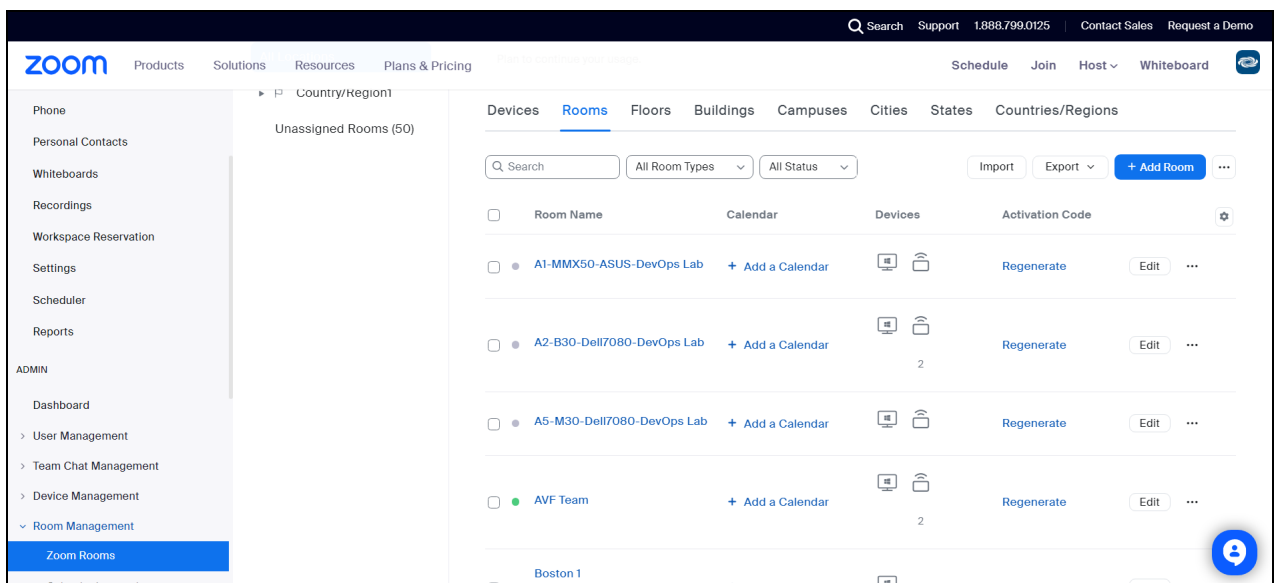 Search Support 1.888.799.0125 Contact Sales Request a Demo
zoom Products Solutions Resources Plans & Pricing Schedule Join Host Whiteboard
Phone
Personal Contacts
Whiteboards
Recordings
Workspace Reservation
Settings
Scheduler
Reports
ADMIN
Dashboard
User Management
Team Chat Management
Device Management
Room Management
Zoom Rooms
Country/Region1
Unassigned Rooms (50)
Devices Rooms Floors Buildings Campuses Cities States Countries/Regions
Search All Room Types All Status Import Export + Add Room ...
Room Name Calendar Devices Activation Code
A1-MMX50-ASUS-DevOps Lab + Add a Calendar Regenerate Edit ...
A2-B30-Dell7080-DevOps Lab + Add a Calendar Regenerate Edit ...
2
A5-M30-Dell7080-DevOps Lab + Add a Calendar Regenerate Edit ...
AVF Team + Add a Calendar Regenerate Edit ...
2
Boston 1